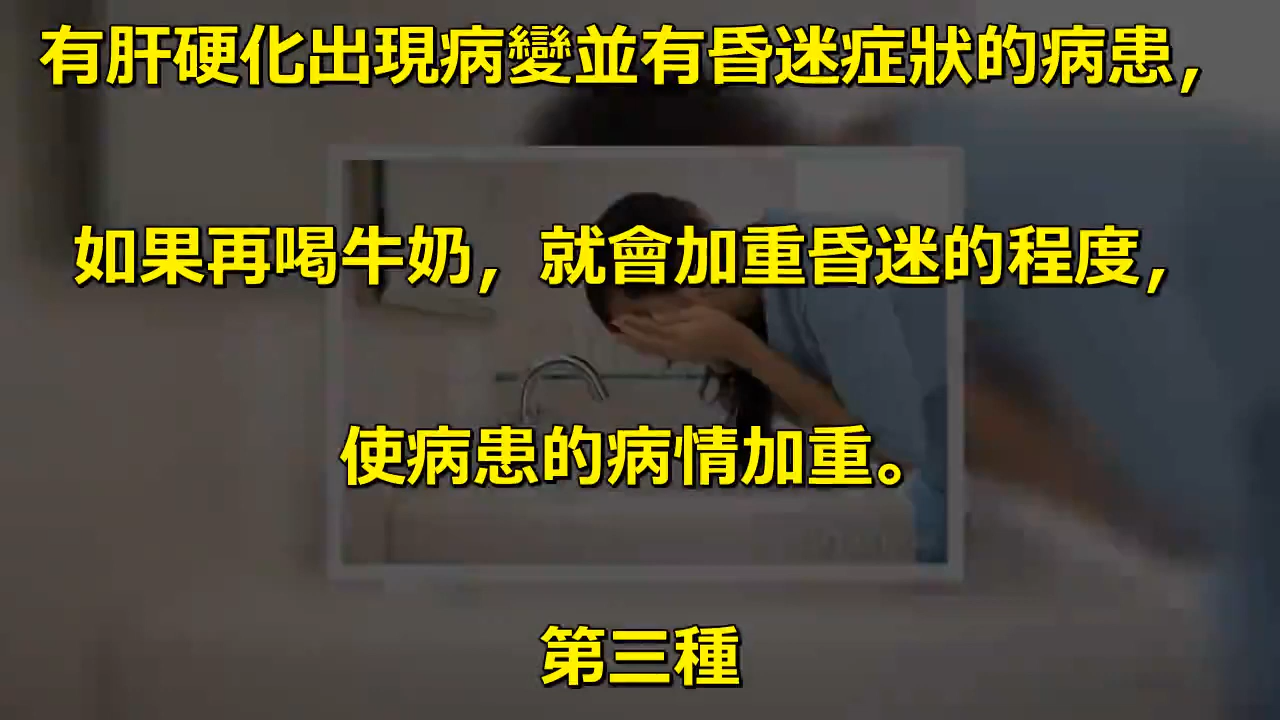 有肝硬化出現病變並有昏迷症狀的病患，
如果再喝牛奶，就會加重昏迷的程度，
使病患的病情加重。
第三種